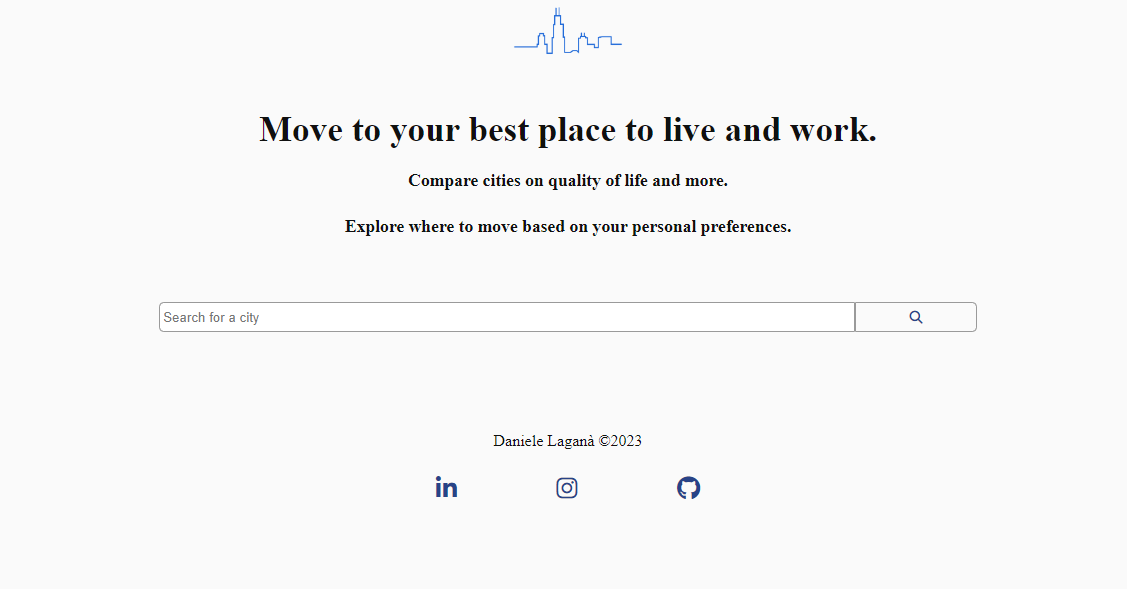 Move to your best place to live and work.
Compare cities on quality of life and more.
Explore where to move based on your personal preferences.
Search for a city
Daniele Laganà ©2023
in